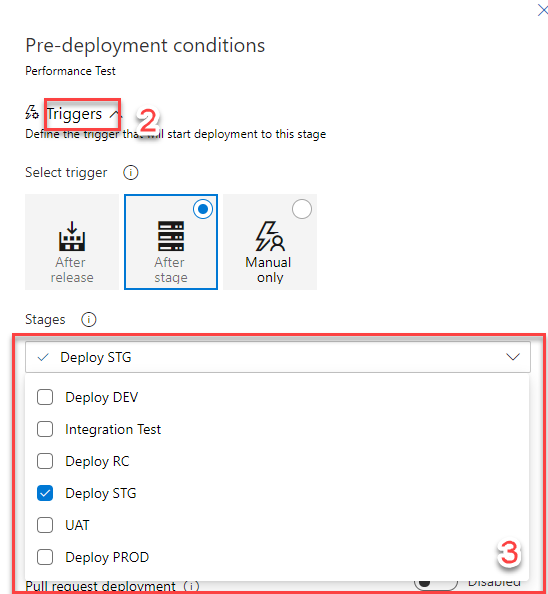 Pre-deployment conditions
Performance Test
Triggers 2
Define the trigger that will start deployment to this stage
Select trigger
After release
After stage
Manual only
Stages
Deploy STG
Deploy DEV
Integration Test
Deploy RC
Deploy STG
UAT
Deploy PROD
3
Pull request deployment
Disabled